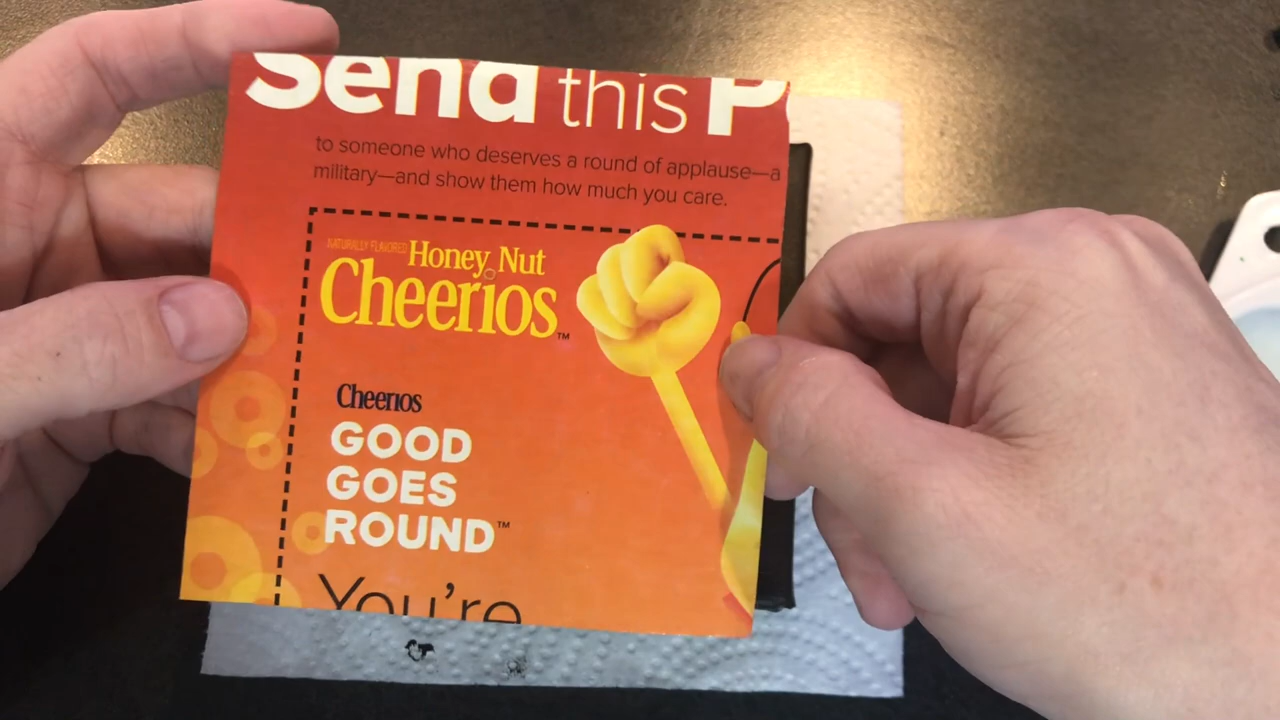 Send this P
to someone who deserves a round of applause—a
military—and show them how much you care.
NATURALLY FLAVORED Honey Nut
Cheerios™
Cheerios
GOOD
GOES
ROUND™
You're